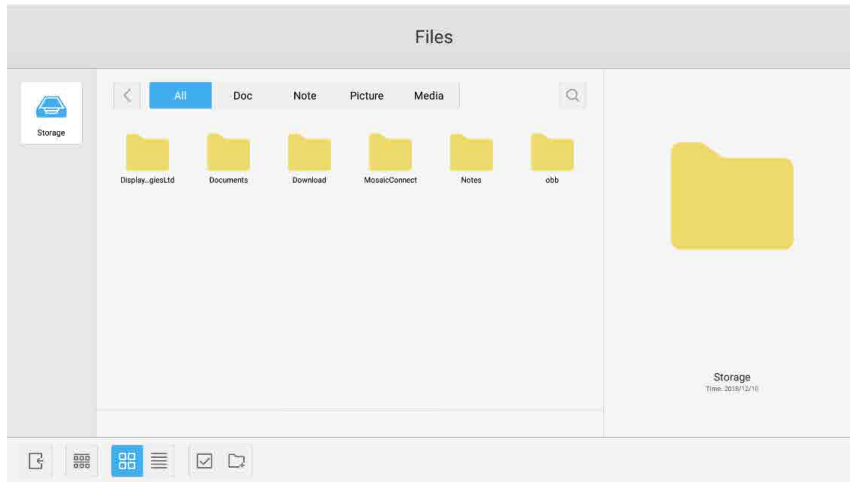 Files
Storage
All Doc Note Picture Media
Display...giesLtd Documents Download MosaicConnect Notes obb
Storage
Time: 2018/12/10